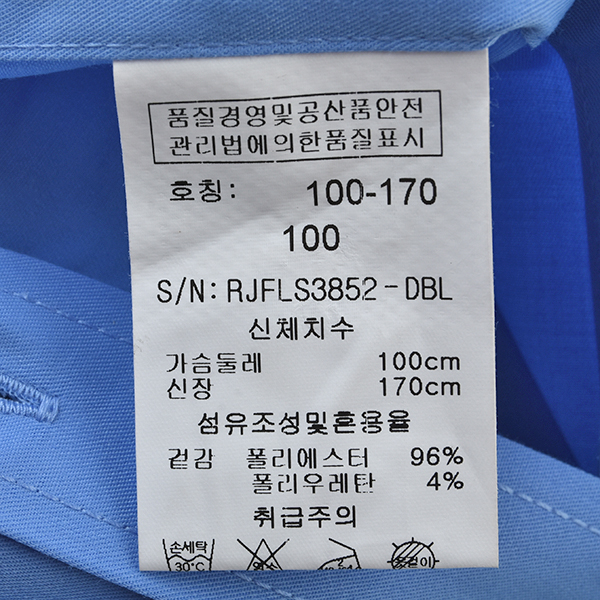 품질경영및공산품안전
관리법에의한품질표시
호칭: 100-170
100
S/N: RJFLS3852-DBL
신체치수
가슴둘레 100cm
신장 170cm
섬유조성및혼용율
겉감 폴리에스터 96%
폴리우레탄 4%
취급주의
손세탁
30°C